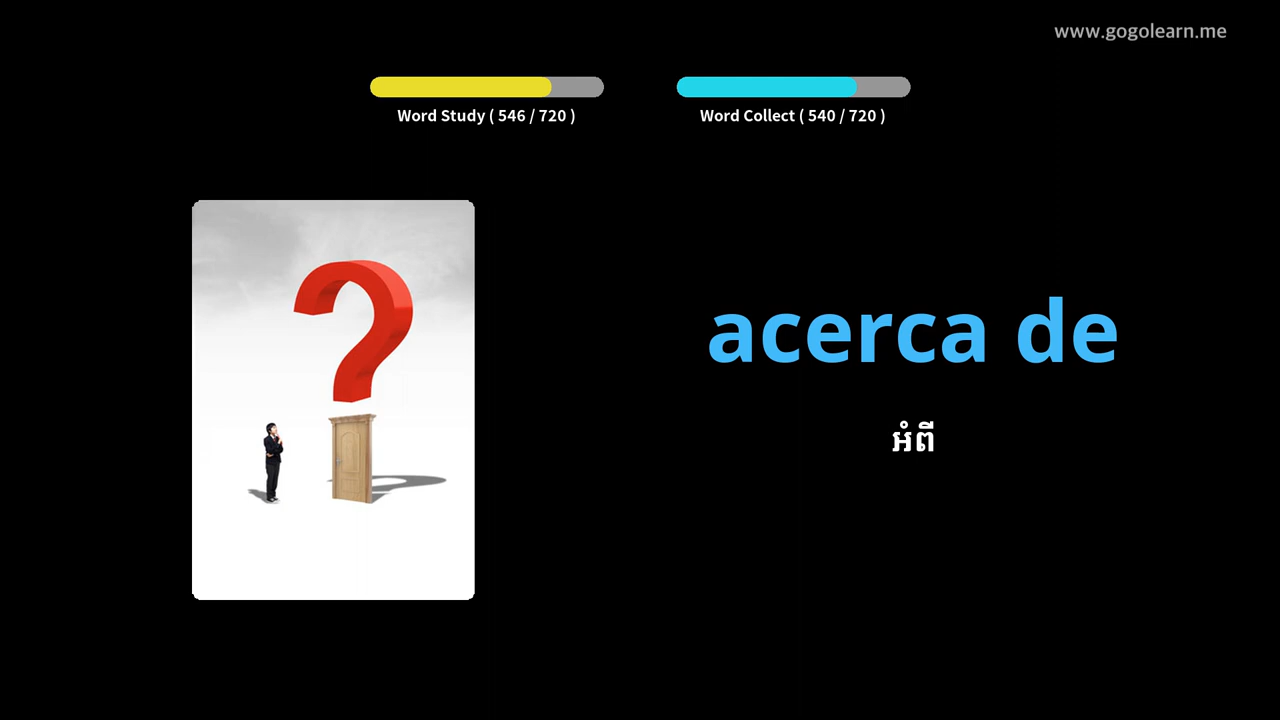 www.gogolearn.me
Word Study ( 546 / 720 )
Word Collect ( 540 / 720 )
acerca de
អំពី